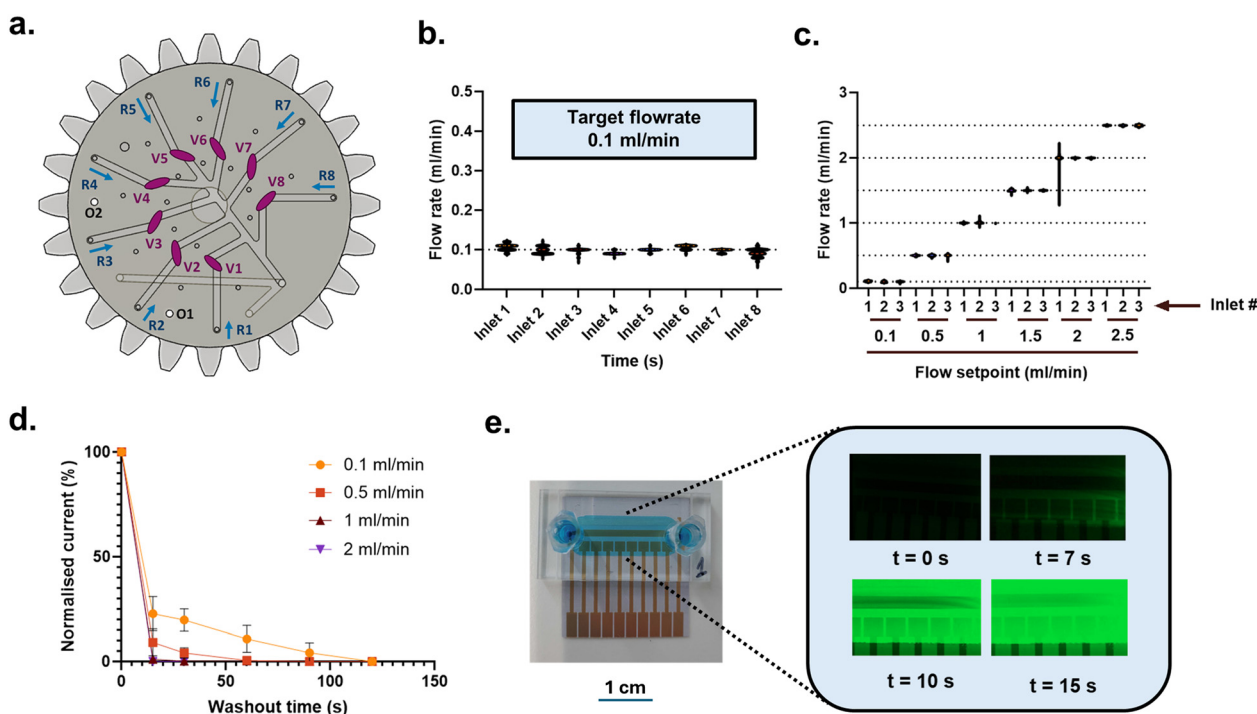 a.
R6
R5
R7
V6
V7
V5
R4
V4
V8
R8
O2
V3
R3
V2
V1
R2
O1
R1
b.
Flow rate (ml/min)
0.5
0.4
0.3
0.2
0.1
0.0
Target flowrate
0.1 ml/min
Inlet 1
Inlet 2
Inlet 3
Inlet 4
Inlet 5
Inlet 6
Inlet 7
Inlet 8
Time (s)
c.
Flow rate (ml/min)
3
2
1
0
1 2 3 1 2 3 1 2 3 1 2 3 1 2 3 1 2 3
Inlet #
0.1 0.5 1 1.5 2 2.5
Flow setpoint (ml/min)
d.
Normalised current (%)
100
50
0
0 50 100 150
Washout time (s)
0.1 ml/min
0.5 ml/min
1 ml/min
2 ml/min
e.
1 cm
t = 0 s
t = 7 s
t = 10 s
t = 15 s